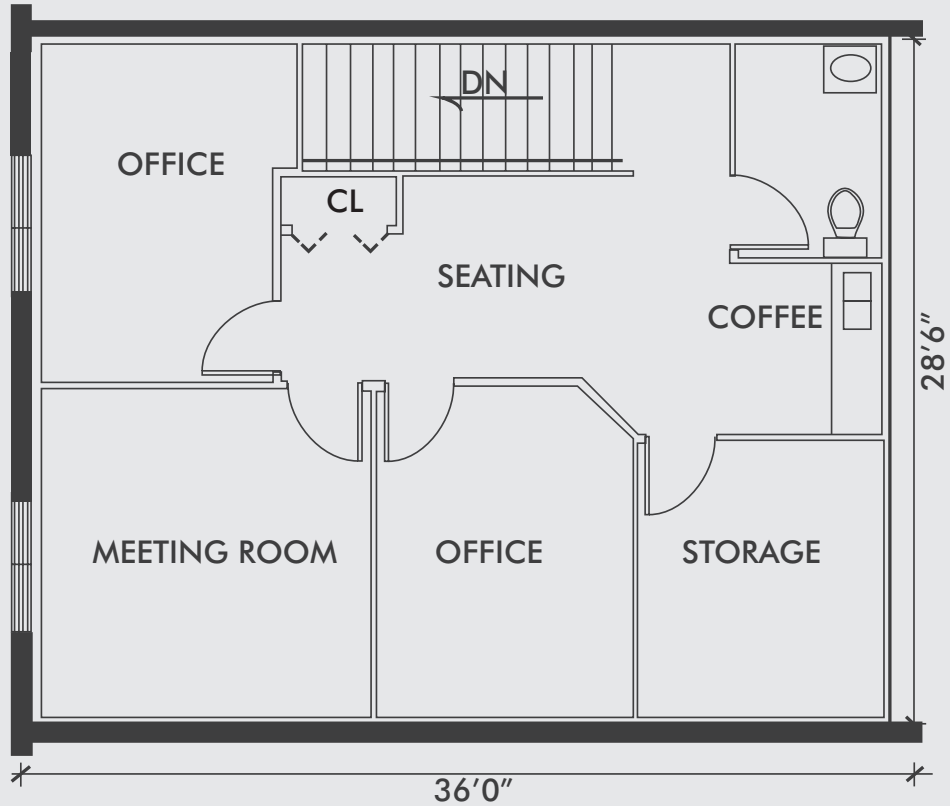 DN
OFFICE
CL
SEATING
COFFEE
28'6"
MEETING ROOM
OFFICE
STORAGE
36'0"